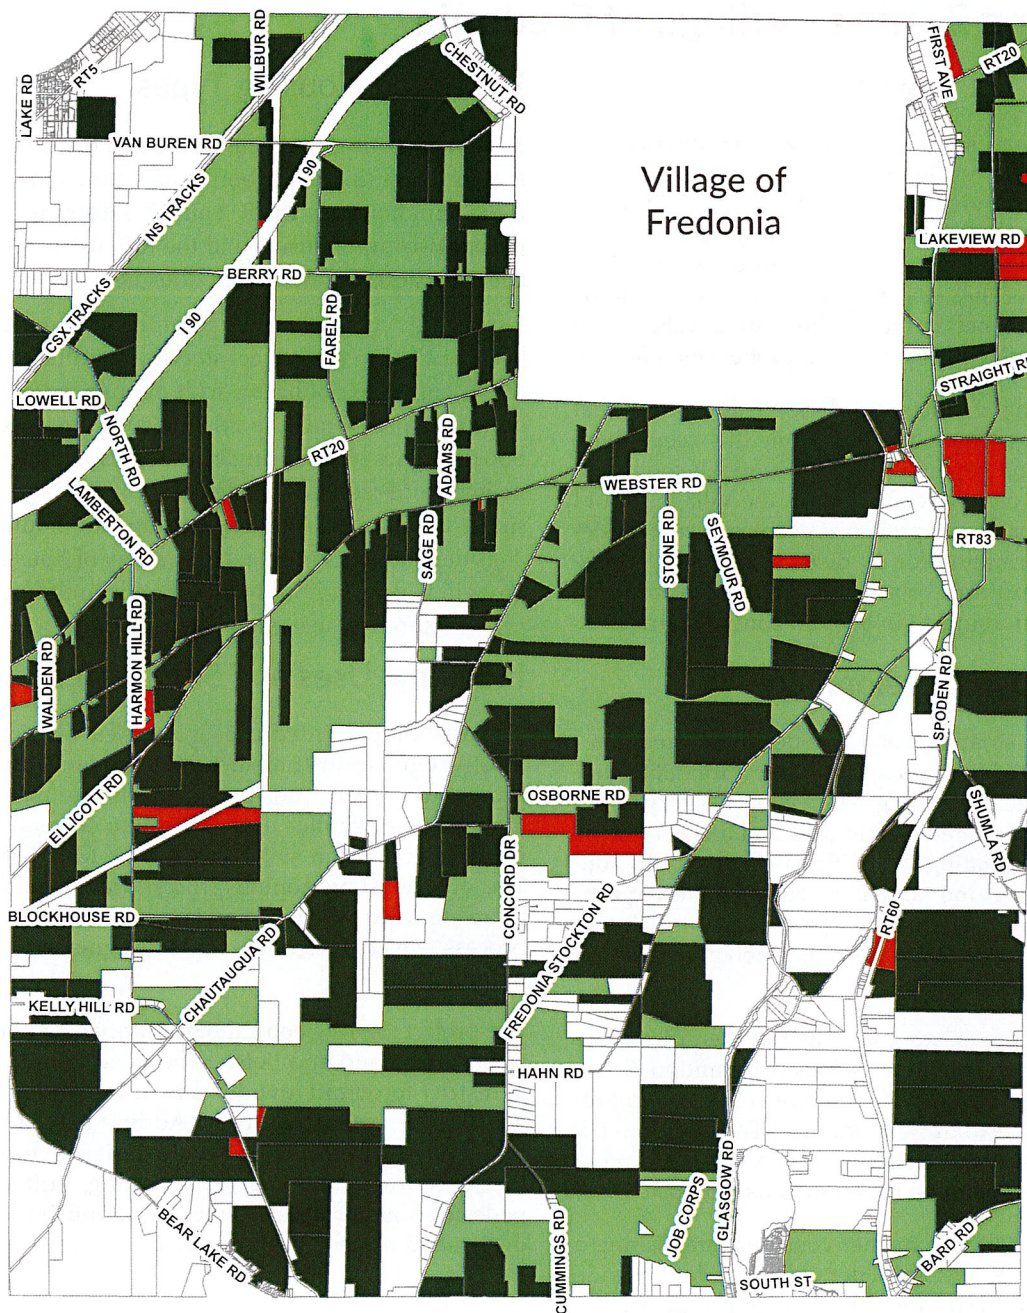 LAKE RD
RT5
WILBUR RD
CHESTNUT RD
FIRST AVE
RT20
VAN BUREN RD
I 90
NS TRACKS
Village of
Fredonia
LAKEVIEW RD
BERRY RD
CSX TRACKS
I 90
FAREL RD
STRAIGHT R
LOWELL RD
NORTH RD
RT20
ADAMS RD
WEBSTER RD
LAMBERTON RD
SAGE RD
STONE RD
SEYMOUR RD
RT83
WALDEN RD
HARMON HILL RD
SPODEN RD
ELLICOTT RD
OSBORNE RD
SHUMLA RD
CONCORD DR
BLOCKHOUSE RD
CHAUTAUQUA RD
FREDONIA STOCKTON RD
RT60
KELLY HILL RD
HAHN RD
BEAR LAKE RD
CUMMINGS RD
JOB CORPS
GLASGOW RD
BARD RD
SOUTH ST